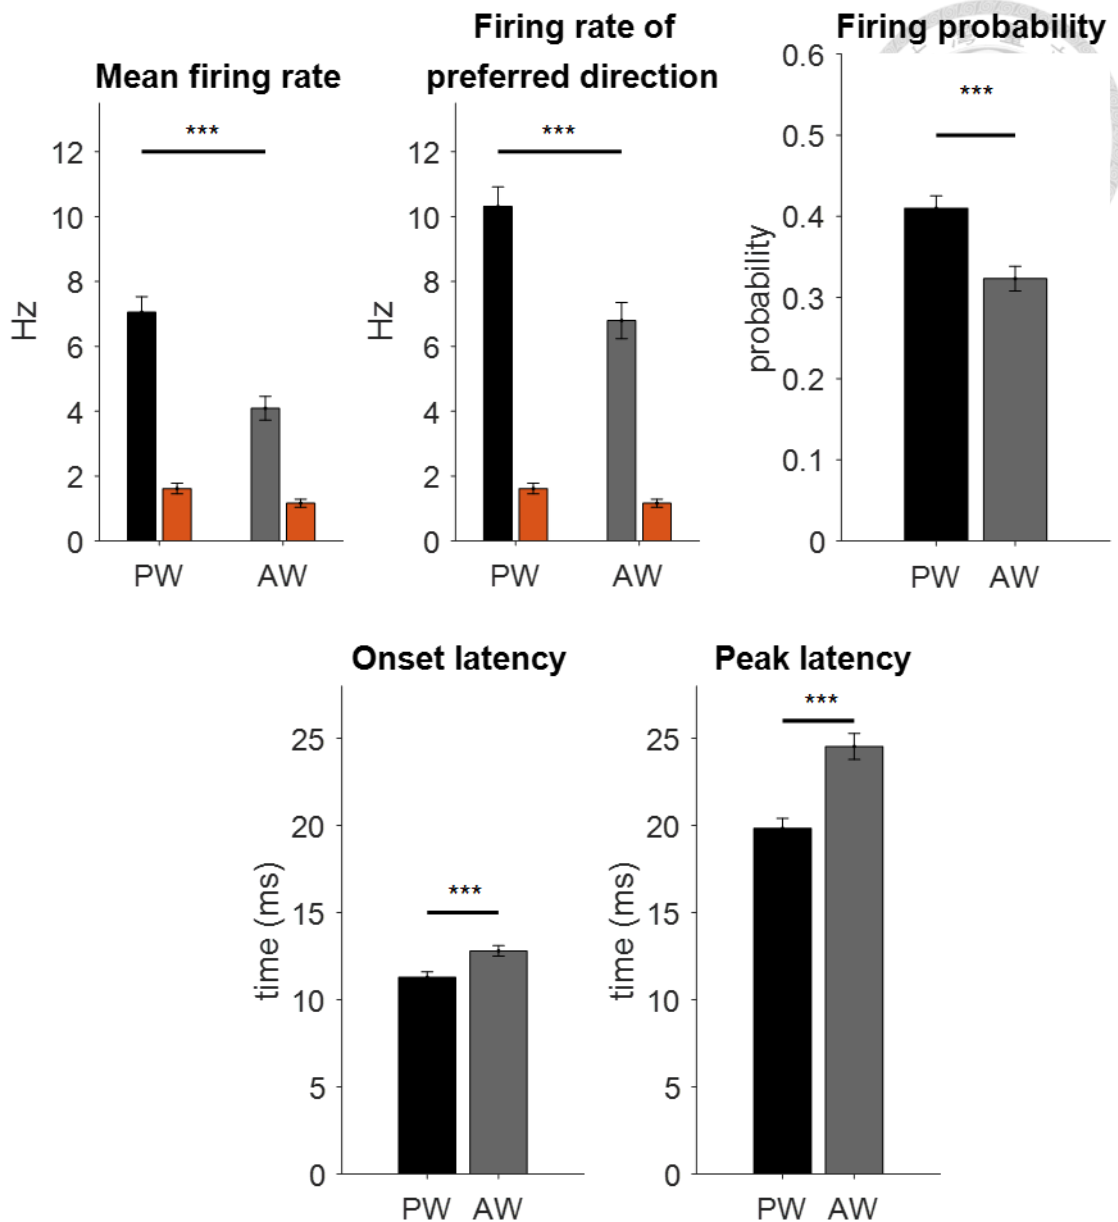 Mean firing rate
***
12
10
8
6
4
2
0
Hz
PW AW
Firing rate of
preferred direction
***
12
10
8
6
4
2
0
Hz
PW AW
Firing probability
***
0.6
0.5
0.4
0.3
0.2
0.1
0
probability
PW AW
Onset latency
***
25
20
15
10
5
0
time (ms)
PW AW
Peak latency
***
25
20
15
10
5
0
time (ms)
PW AW